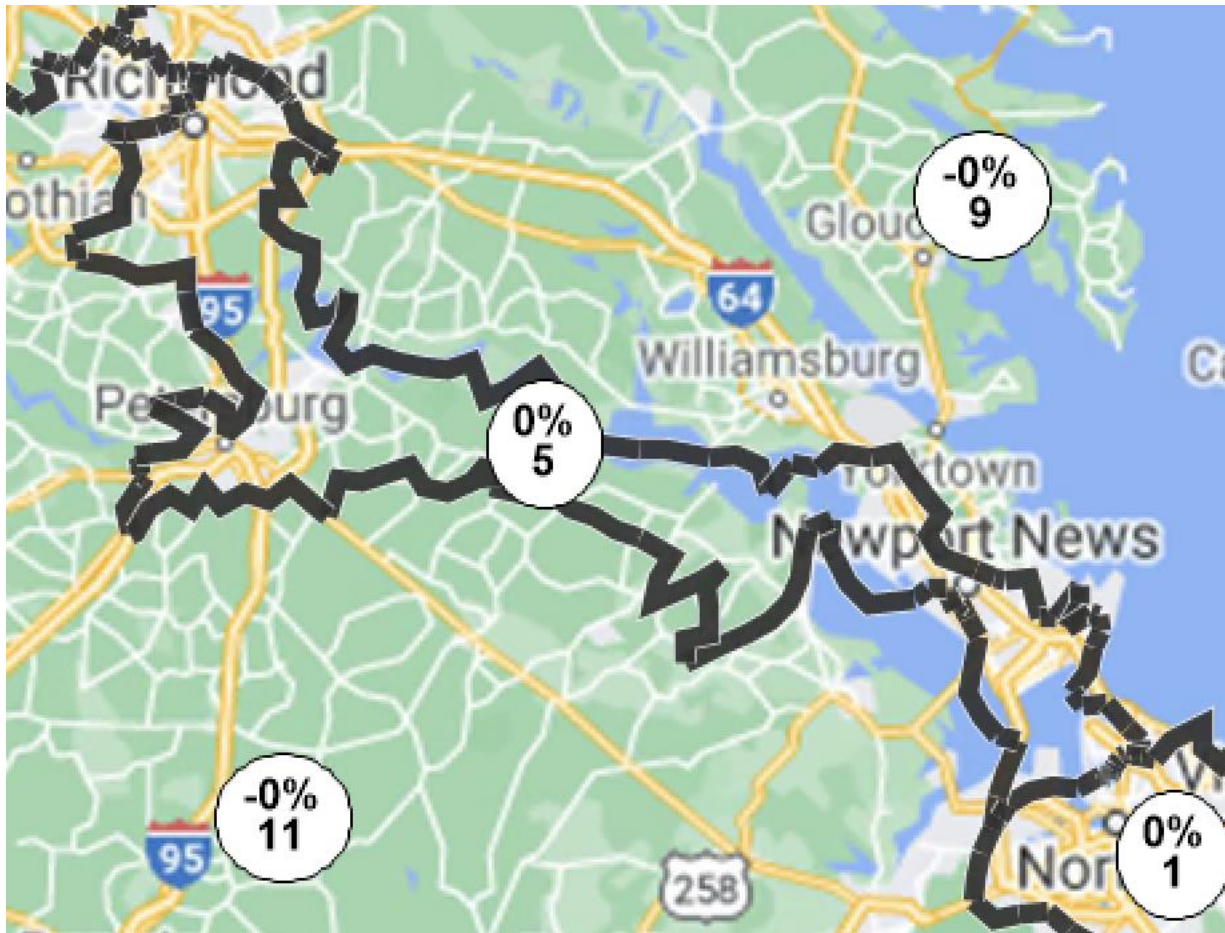 Richmond
othian
-0%
9
Glouc
95
64
Williamsburg
Ca
Petersburg
0%
5
Yorktown
Newport News
-0%
11
95
258
0%
1
Nor